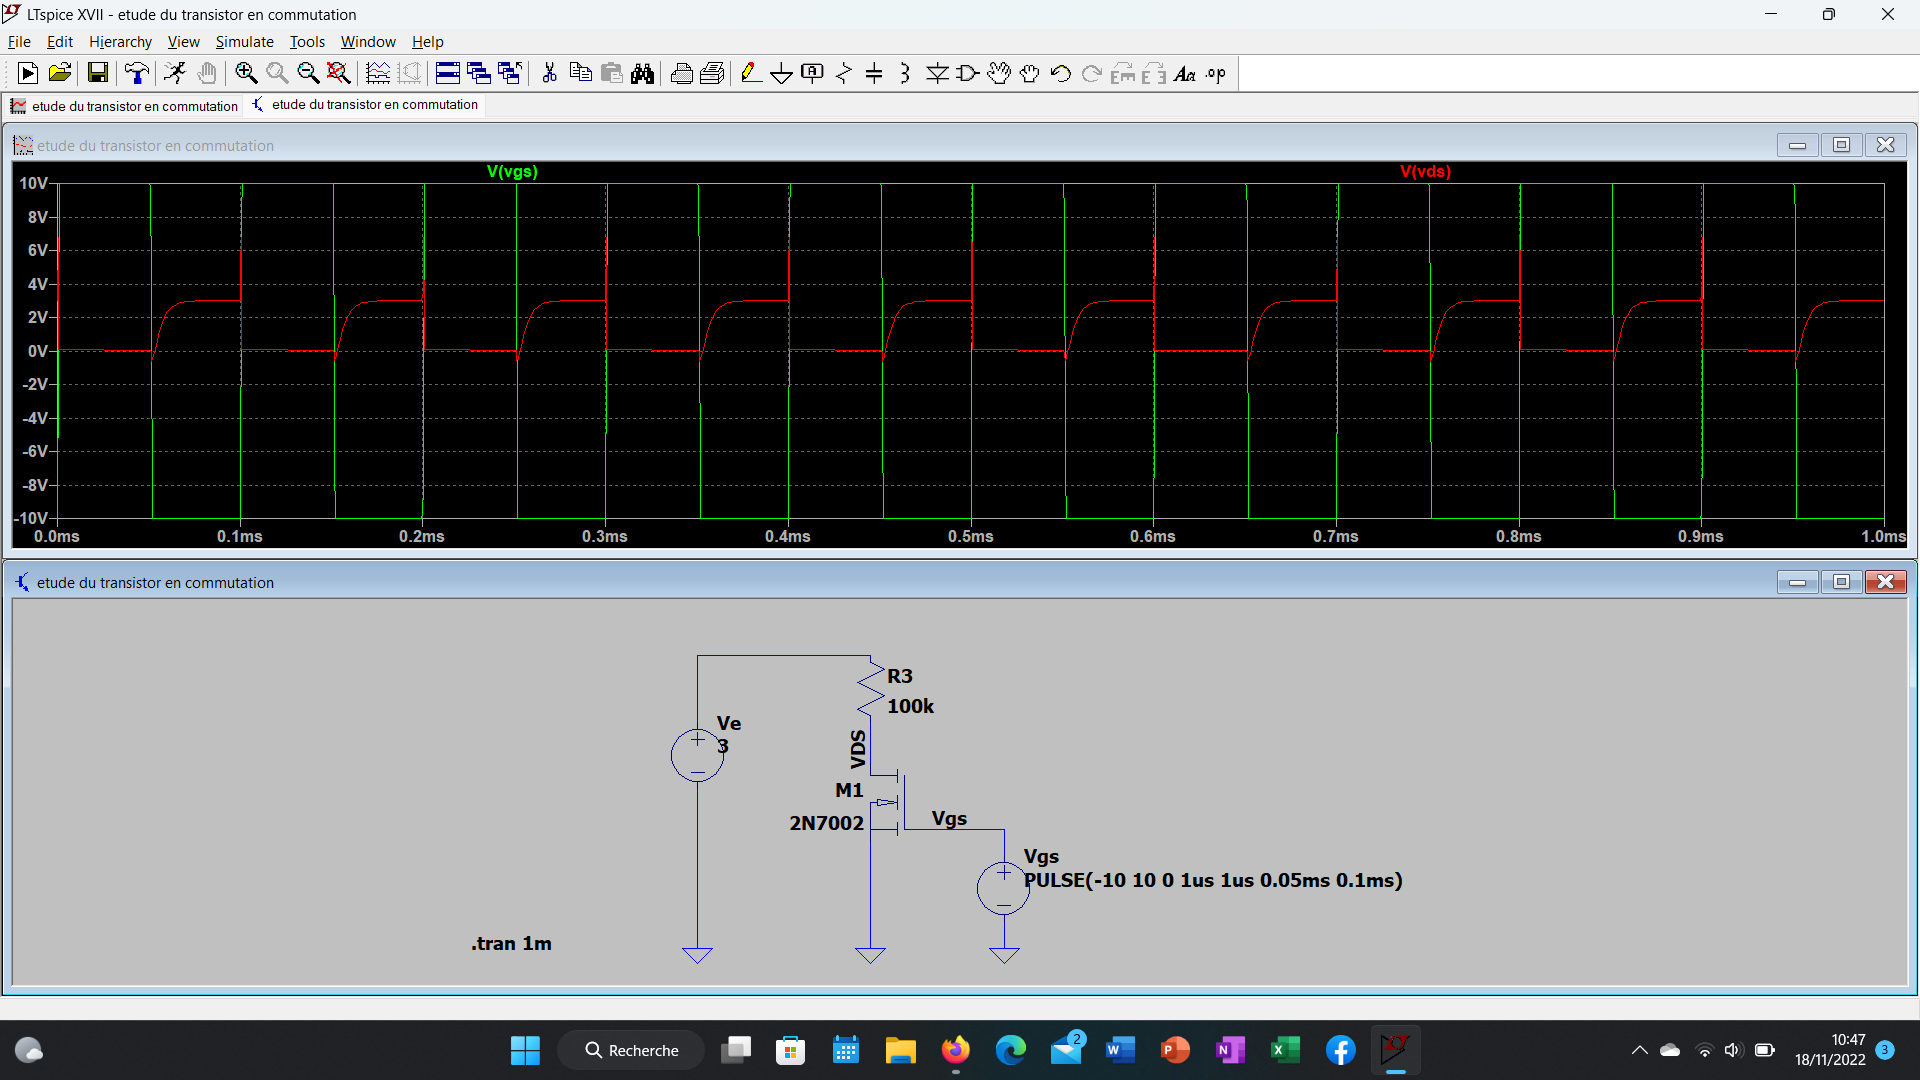 LTspice XVII - etude du transistor en commutation
File Edit Hierarchy View Simulate Tools Window Help
etude du transistor en commutation etude du transistor en commutation
etude du transistor en commutation
V(vgs) V(vds)
10V
8V
6V
4V
2V
0V
-2V
-4V
-6V
-8V
-10V
0.0ms 0.1ms 0.2ms 0.3ms 0.4ms 0.5ms 0.6ms 0.7ms 0.8ms 0.9ms 1.0ms
etude du transistor en commutation
R3
100k
Ve
3
VDS
M1
2N7002
Vgs
Vgs
PULSE(-10 10 0 1us 1us 0.05ms 0.1ms)
.tran 1m
Recherche
2
10:47
18/11/2022
3